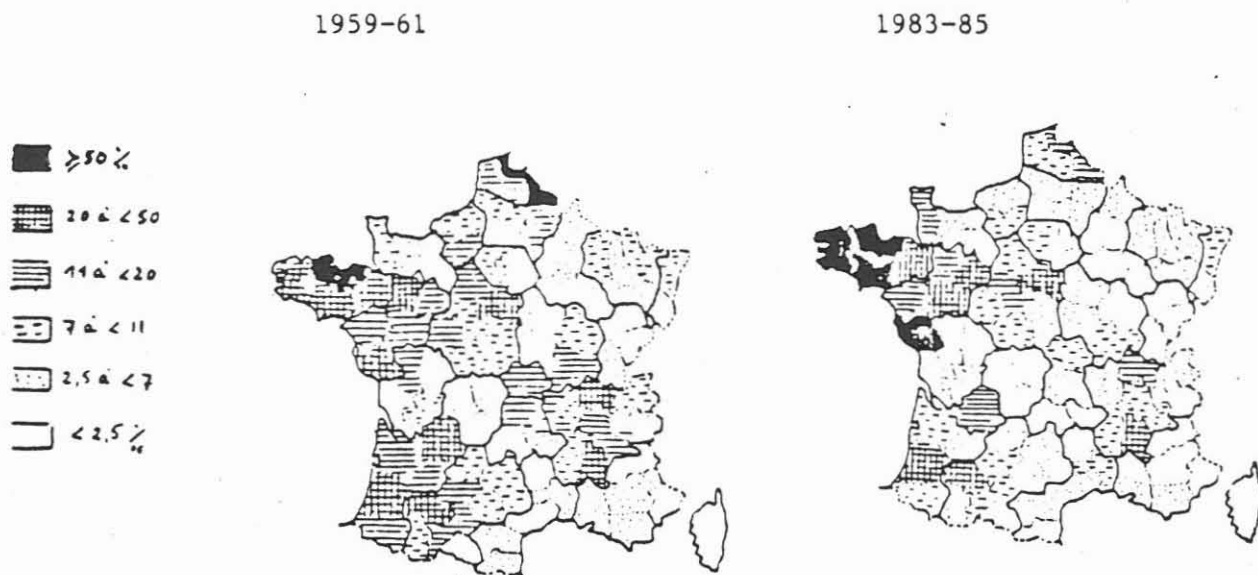 1959-61
1983-85
≥50 ‰
20 à <50
11 à <20
7 à <11
2,5 à <7
<2,5 ‰